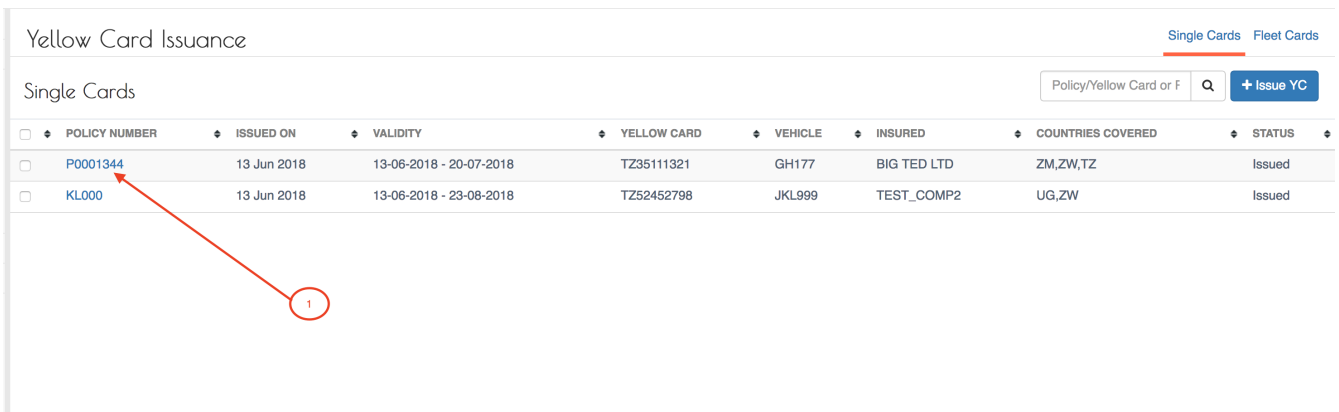 Yellow Card Issuance
Single Cards Fleet Cards
Single Cards
Policy/Yellow Card or F
+ Issue YC
POLICY NUMBER ISSUED ON VALIDITY YELLOW CARD VEHICLE INSURED COUNTRIES COVERED STATUS
P0001344 13 Jun 2018 13-06-2018 - 20-07-2018 TZ35111321 GH177 BIG TED LTD ZM,ZW,TZ Issued
KL000 13 Jun 2018 13-06-2018 - 23-08-2018 TZ52452798 JKL999 TEST_COMP2 UG,ZW Issued
1